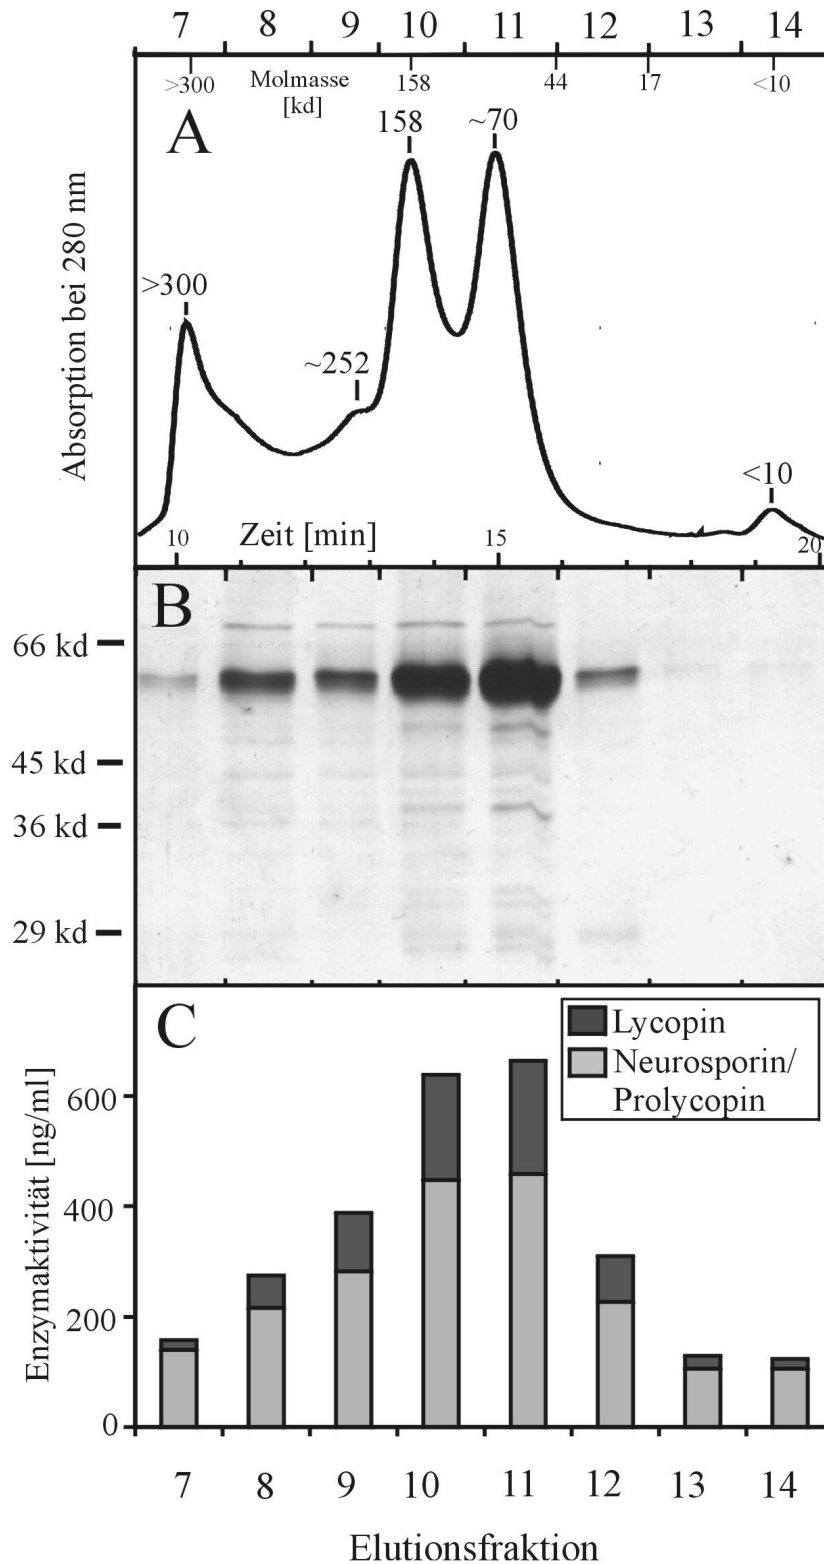 7 8 9 10 11 12 13 14
>300 Molmasse 158 44 17 <10
[kd]
A
158 ~70
>300
~252
<10
Absorption bei 280 nm
10 Zeit [min] 15 20
B
66 kd
45 kd
36 kd
29 kd
C
Lycopin
Neurosporin/
Prolycopin
Enzymaktivität [ng/ml]
600
400
200
0
7 8 9 10 11 12 13 14
Elutionsfraktion